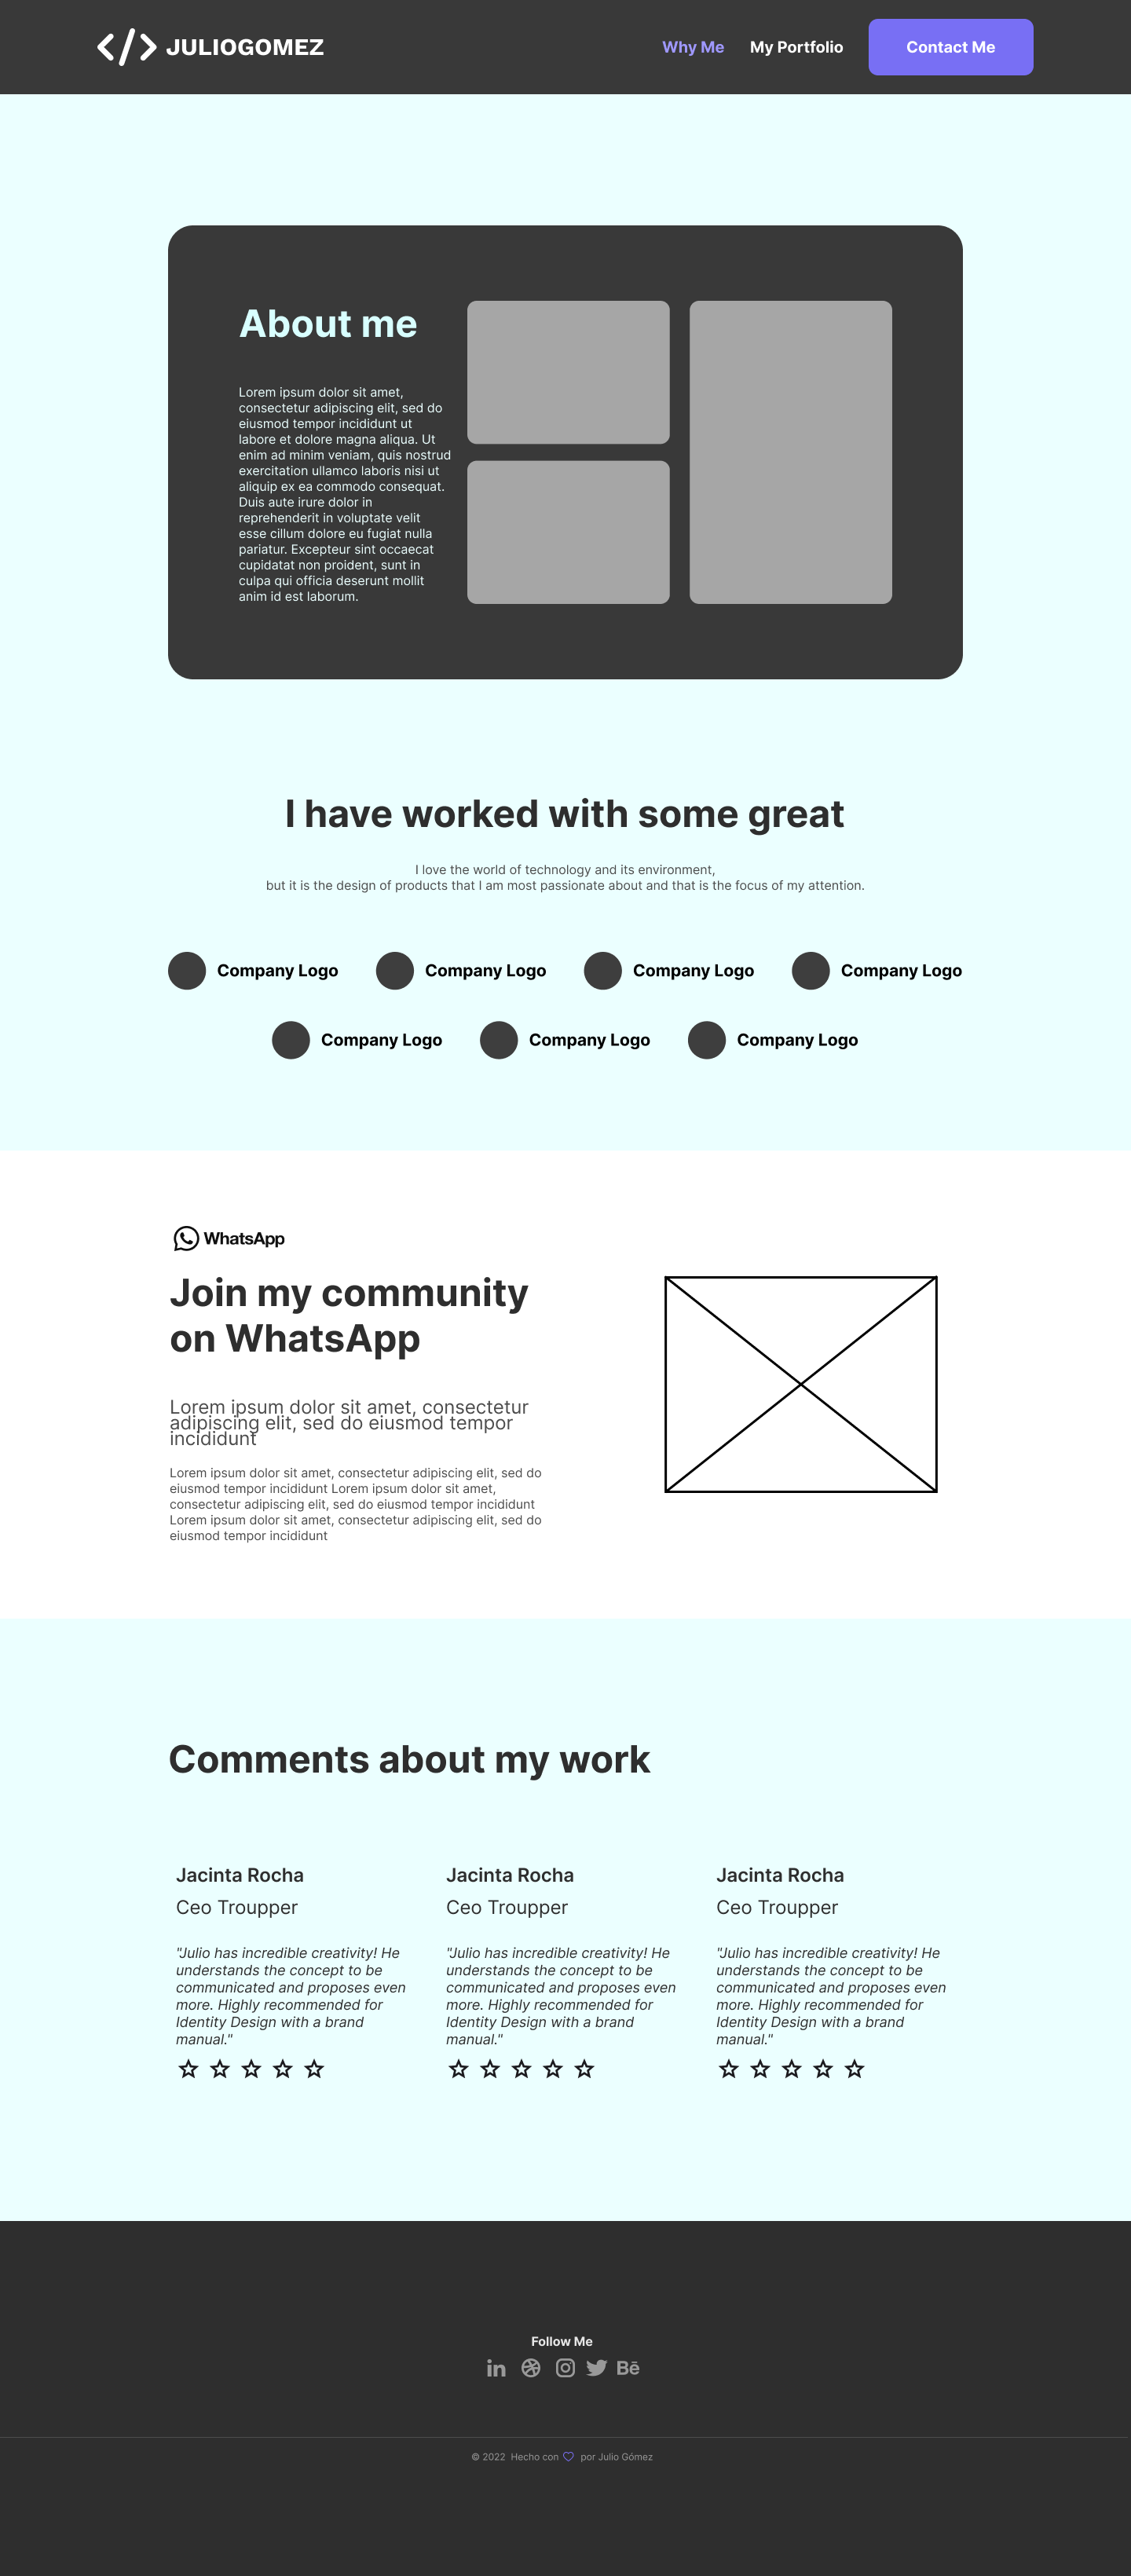 JULIOGOMEZ
Why Me
My Portfolio
Contact Me
About me
Lorem ipsum dolor sit amet,
consectetur adipiscing elit, sed do
eiusmod tempor incididunt ut
labore et dolore magna aliqua. Ut
enim ad minim veniam, quis nostrud
exercitation ullamco laboris nisi ut
aliquip ex ea commodo consequat.
Duis aute irure dolor in
reprehenderit in voluptate velit
esse cillum dolore eu fugiat nulla
pariatur. Excepteur sint occaecat
cupidatat non proident, sunt in
culpa qui officia deserunt mollit
anim id est laborum.
I have worked with some great
I love the world of technology and its environment,
but it is the design of products that I am most passionate about and that is the focus of my attention.
Company Logo
Company Logo
Company Logo
Company Logo
Company Logo
Company Logo
Company Logo
WhatsApp
Join my community
on WhatsApp
Lorem ipsum dolor sit amet, consectetur
adipiscing elit, sed do eiusmod tempor
incididunt
Lorem ipsum dolor sit amet, consectetur adipiscing elit, sed do
eiusmod tempor incididunt Lorem ipsum dolor sit amet,
consectetur adipiscing elit, sed do eiusmod tempor incididunt
Lorem ipsum dolor sit amet, consectetur adipiscing elit, sed do
eiusmod tempor incididunt
Comments about my work
Jacinta Rocha
Ceo Troupper
"Julio has incredible creativity! He
understands the concept to be
communicated and proposes even
more. Highly recommended for
Identity Design with a brand
manual."
Jacinta Rocha
Ceo Troupper
"Julio has incredible creativity! He
understands the concept to be
communicated and proposes even
more. Highly recommended for
Identity Design with a brand
manual."
Jacinta Rocha
Ceo Troupper
"Julio has incredible creativity! He
understands the concept to be
communicated and proposes even
more. Highly recommended for
Identity Design with a brand
manual."
Follow Me
in
Bē
© 2022 Hecho con por Julio Gómez